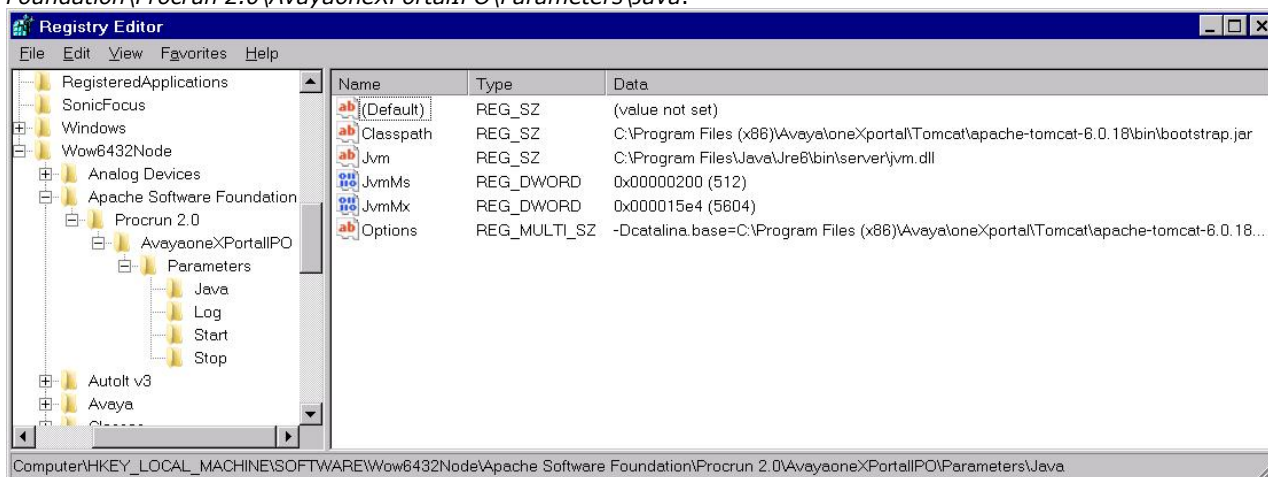 Foundation\Procrun 2.0\AvayaoneXPortalIPO\Parameters\Java.
Registry Editor
File Edit View Favorites Help
RegisteredApplications
SonicFocus
Windows
Wow6432Node
Analog Devices
Apache Software Foundation
Procrun 2.0
AvayaoneXPortalIPO
Parameters
Java
Log
Start
Stop
AutoIt v3
Avaya
Classes
Name Type Data
(Default) REG_SZ (value not set)
Classpath REG_SZ C:\Program Files (x86)\Avaya\oneXportal\Tomcat\apache-tomcat-6.0.18\bin\bootstrap.jar
Jvm REG_SZ C:\Program Files\Java\Jre6\bin\server\jvm.dll
JvmMs REG_DWORD 0x00000200 (512)
JvmMx REG_DWORD 0x000015e4 (5604)
Options REG_MULTI_SZ -Dcatalina.base=C:\Program Files (x86)\Avaya\oneXportal\Tomcat\apache-tomcat-6.0.18...
Computer\HKEY_LOCAL_MACHINE\SOFTWARE\Wow6432Node\Apache Software Foundation\Procrun 2.0\AvayaoneXPortalIPO\Parameters\Java